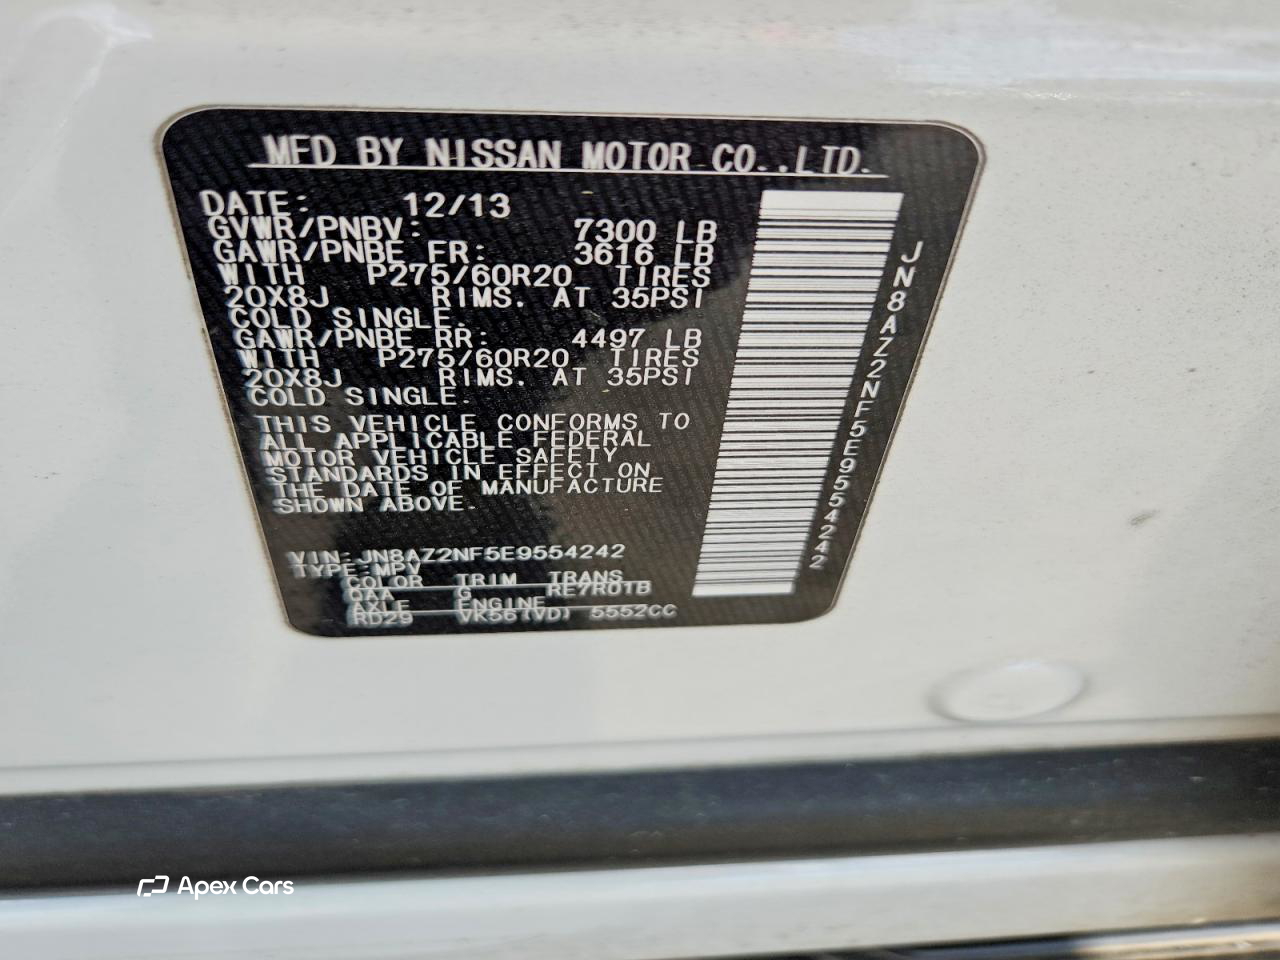 MFD BY NISSAN MOTOR CO.,LTD.
DATE: 12/13
GVWR/PNBV: 7300 LB
GAWR/PNBE FR: 3616 LB
WITH P275/60R20 TIRES
20X8J RIMS. AT 35PSI
COLD SINGLE.
GAWR/PNBE RR: 4497 LB
WITH P275/60R20 TIRES
20X8J RIMS. AT 35PSI
COLD SINGLE.
THIS VEHICLE CONFORMS TO
ALL APPLICABLE FEDERAL
MOTOR VEHICLE SAFETY
STANDARDS IN EFFECT ON
THE DATE OF MANUFACTURE
SHOWN ABOVE.
VIN:JN8AZ2NF5E9554242
TYPE:MPV
COLOR TRIM TRANS
QAA G RE7R01B
AXLE ENGINE
RD29 VK56(VD) 5552CC
JN8AZ2NF5E9554242
Apex Cars